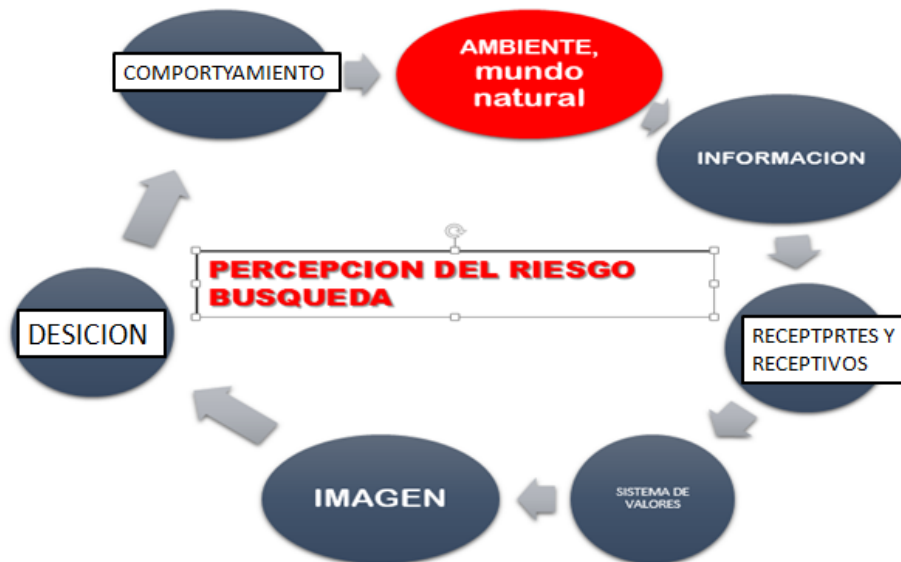 COMPORTYAMIENTO
AMBIENTE,
mundo
natural
INFORMACION
PERCEPCION DEL RIESGO
BUSQUEDA
DESICION
RECEPTPRTES Y
RECEPTIVOS
IMAGEN
SISTEMA DE
VALORES